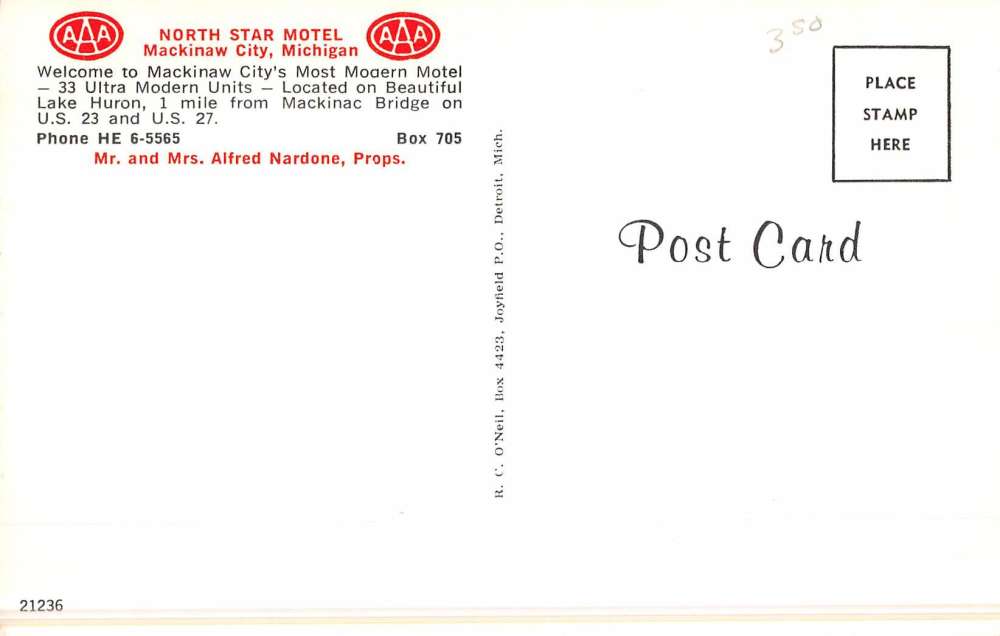 AAA NORTH STAR MOTEL AAA
Mackinaw City, Michigan
Welcome to Mackinaw City's Most Modern Motel
— 33 Ultra Modern Units — Located on Beautiful
Lake Huron, 1 mile from Mackinac Bridge on
U.S. 23 and U.S. 27.
Phone HE 6-5565 Box 705
Mr. and Mrs. Alfred Nardone, Props.
R. C. O'Neil, Box 4423, Joyfield P.O., Detroit, Mich.
350
PLACE
STAMP
HERE
Post Card
21236